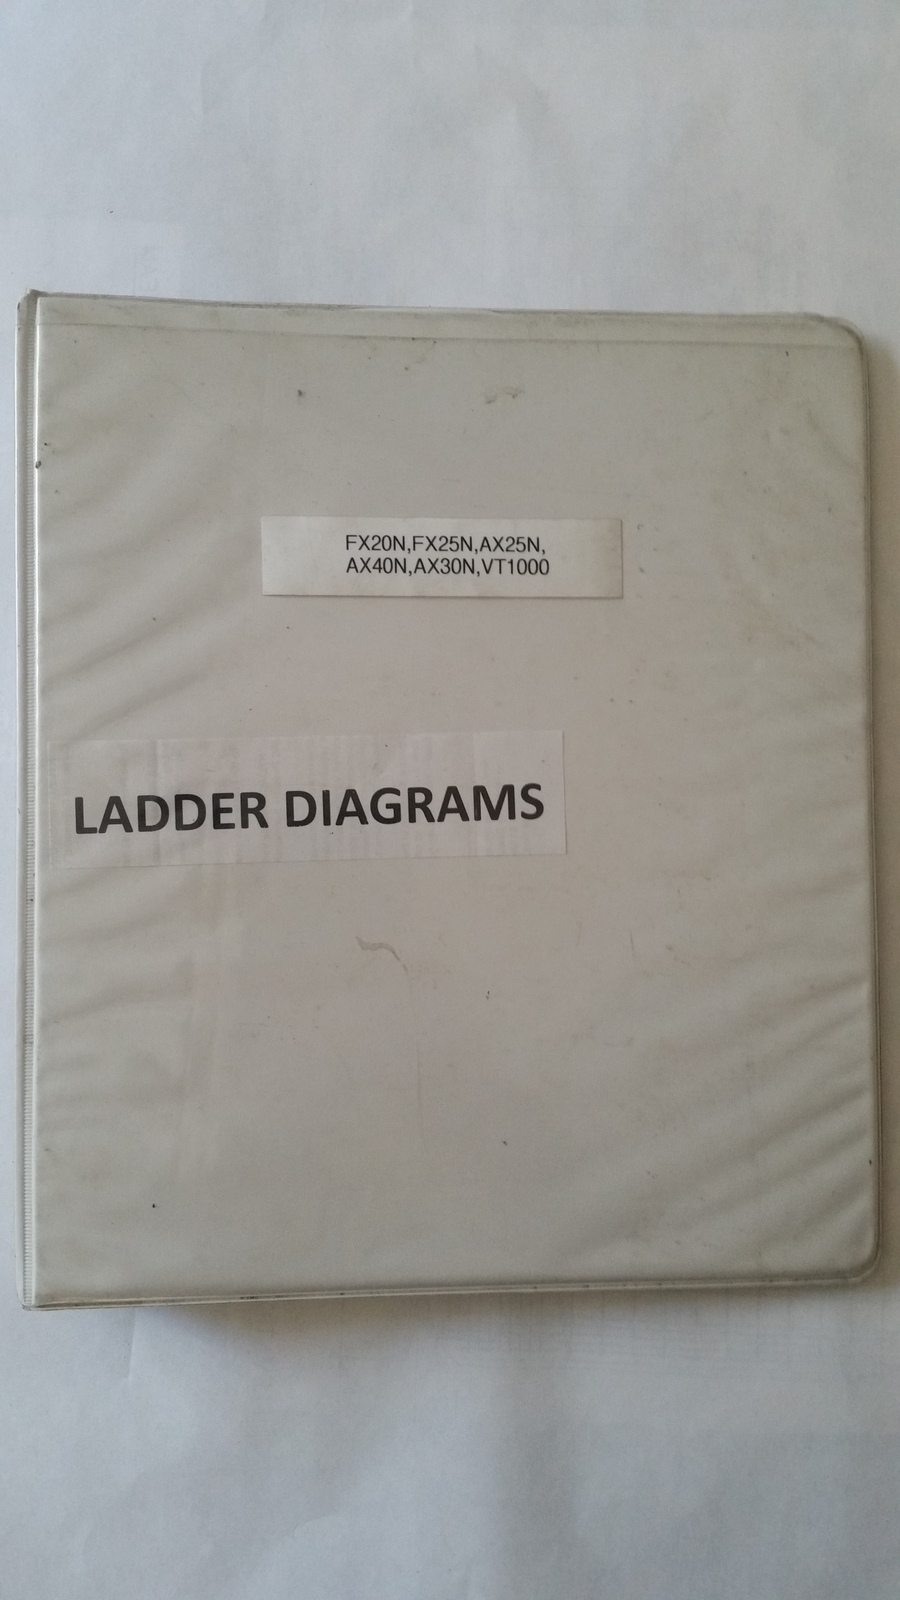 FX20N,FX25N,AX25N,
AX40N,AX30N,VT1000
LADDER DIAGRAMS